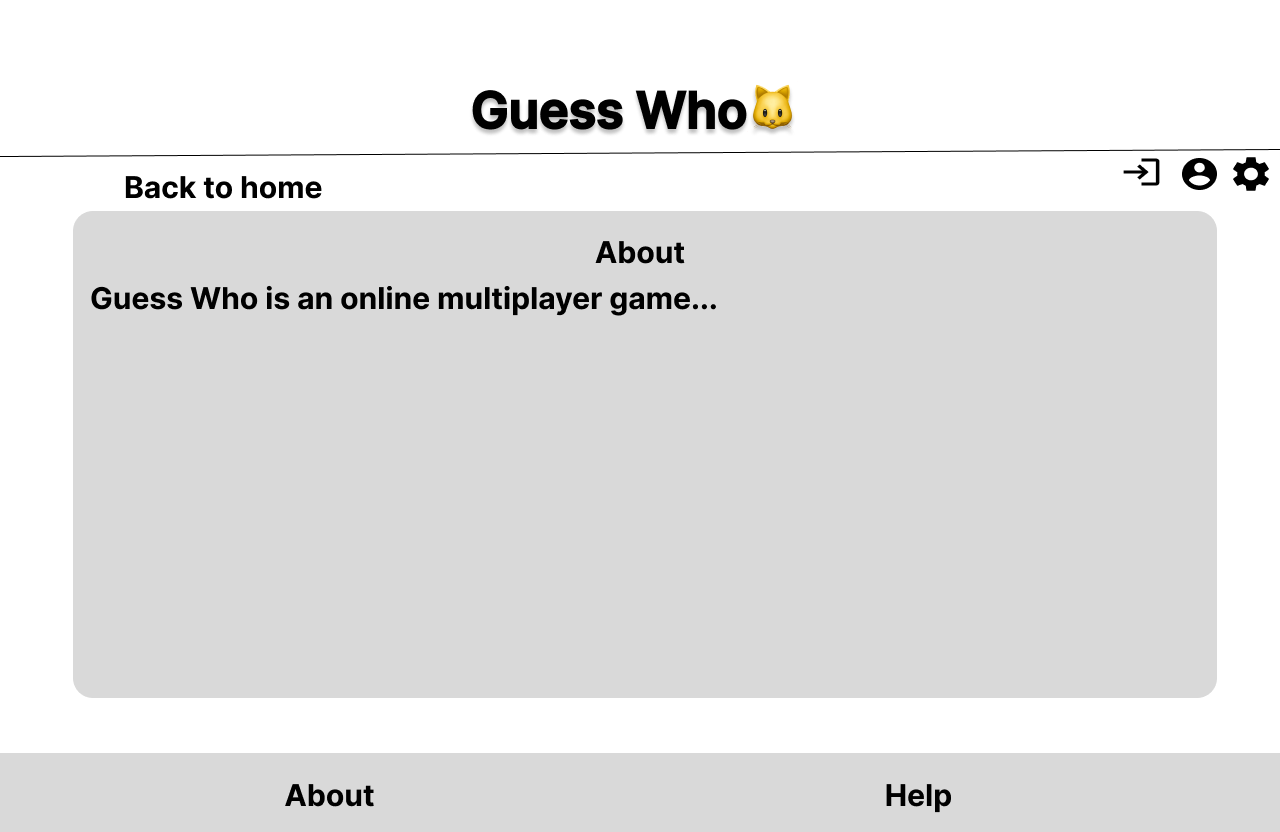 Guess Who🐱
Back to home
About
Guess Who is an online multiplayer game...
About
Help